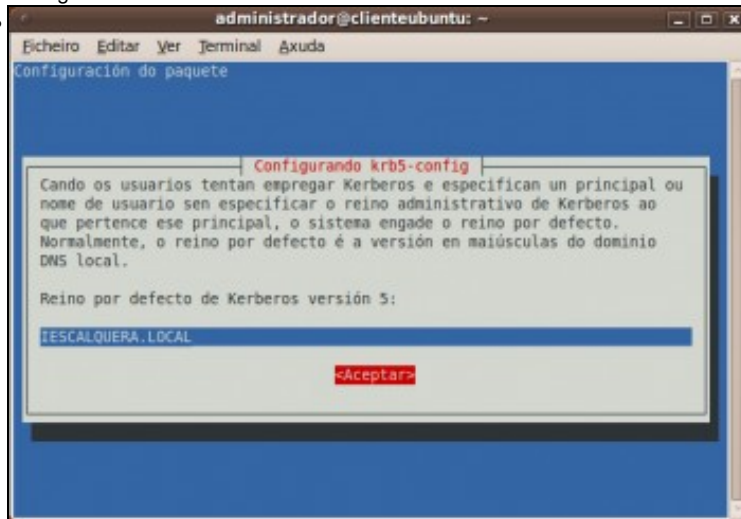 administrador@clienteubuntu: ~
Ficheiro Editar Ver Terminal Axuda
Configuración do paquete
Configurando krb5-config
Cando os usuarios tentan empregar Kerberos e especifican un principal ou
nome de usuario sen especificar o reino administrativo de Kerberos ao
que pertence ese principal, o sistema engade o reino por defecto.
Normalmente, o reino por defecto é a versión en maiúsculas do dominio
DNS local.
Reino por defecto de Kerberos versión 5:
IESCALQUERA.LOCAL
<Aceptar>